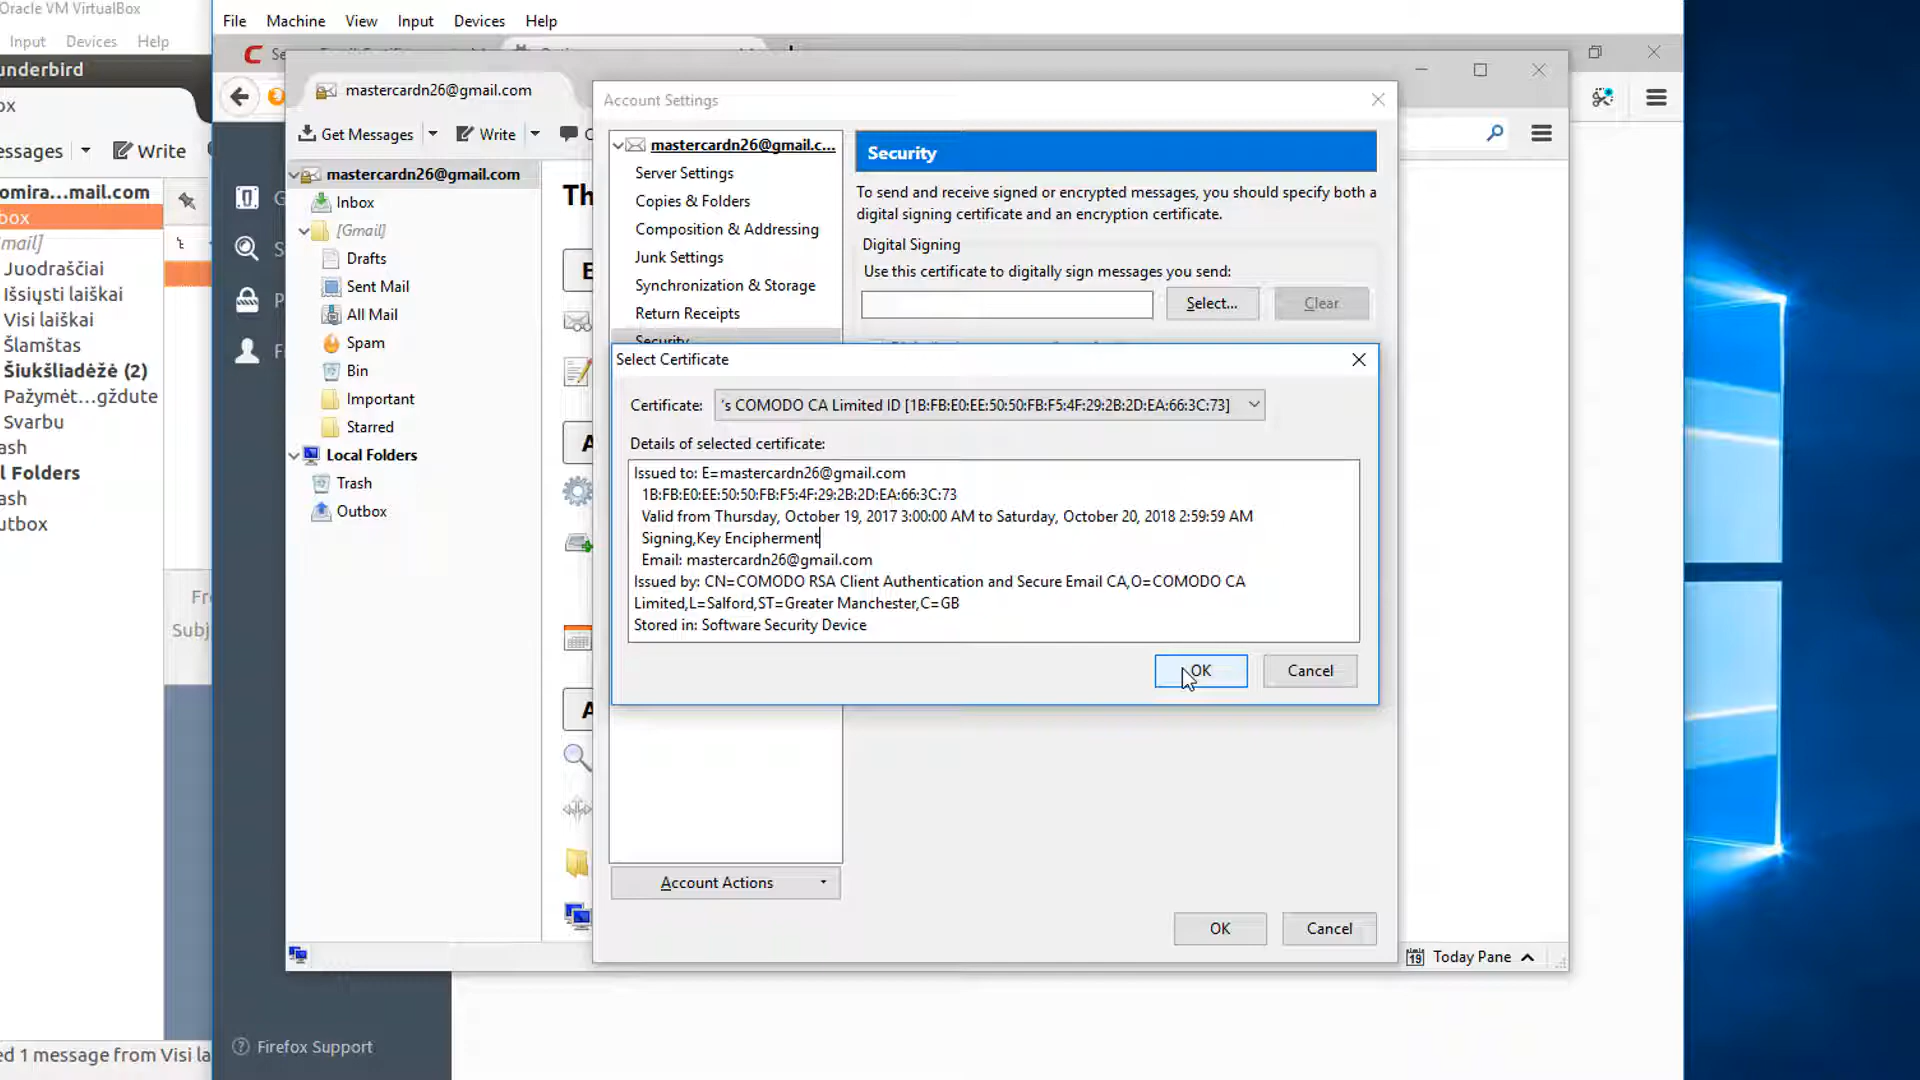 Oracle VM VirtualBox
Input Devices Help
underbird
ox
essages Write
omira...mail.com
box
mail]
Juodraščiai
Išsiųsti laiškai
Visi laiškai
Šlamštas
Šiukšliadėžė (2)
Pažymėt...gždute
Svarbu
ash
l Folders
ash
utbox
Fr
Subj
ed 1 message from Visi la
File Machine View Input Devices Help
mastercardn26@gmail.com
Get Messages Write
mastercardn26@gmail.com
Inbox
[Gmail]
Drafts
Sent Mail
All Mail
Spam
Bin
Important
Starred
Local Folders
Trash
Outbox
Th
E
A
A
Firefox Support
Account Settings
mastercardn26@gmail.c...
Server Settings
Copies & Folders
Composition & Addressing
Junk Settings
Synchronization & Storage
Return Receipts
Security
Account Actions
Security
To send and receive signed or encrypted messages, you should specify both a
digital signing certificate and an encryption certificate.
Digital Signing
Use this certificate to digitally sign messages you send:
Select... Clear
Select Certificate
Certificate: 's COMODO CA Limited ID [1B:FB:E0:EE:50:50:FB:F5:4F:29:2B:2D:EA:66:3C:73]
Details of selected certificate:
Issued to: E=mastercardn26@gmail.com
1B:FB:E0:EE:50:50:FB:F5:4F:29:2B:2D:EA:66:3C:73
Valid from Thursday, October 19, 2017 3:00:00 AM to Saturday, October 20, 2018 2:59:59 AM
Signing,Key Encipherment
Email: mastercardn26@gmail.com
Issued by: CN=COMODO RSA Client Authentication and Secure Email CA,O=COMODO CA
Limited,L=Salford,ST=Greater Manchester,C=GB
Stored in: Software Security Device
OK Cancel
OK Cancel
19 Today Pane